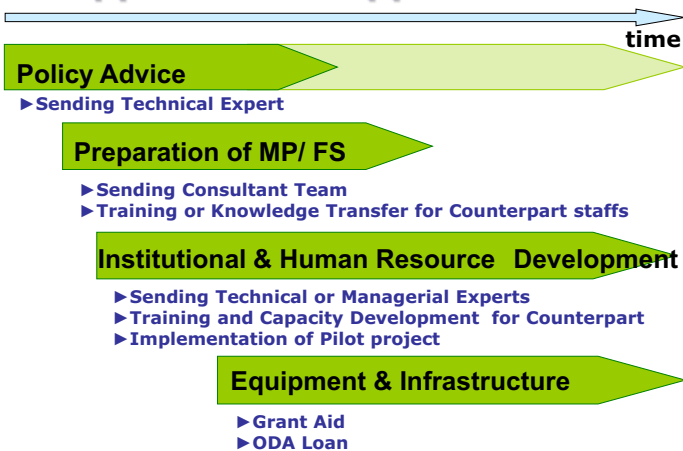 time
Policy Advice
►Sending Technical Expert
Preparation of MP/ FS
►Sending Consultant Team
►Training or Knowledge Transfer for Counterpart staffs
Institutional & Human Resource Development
►Sending Technical or Managerial Experts
►Training and Capacity Development for Counterpart
►Implementation of Pilot project
Equipment & Infrastructure
►Grant Aid
►ODA Loan